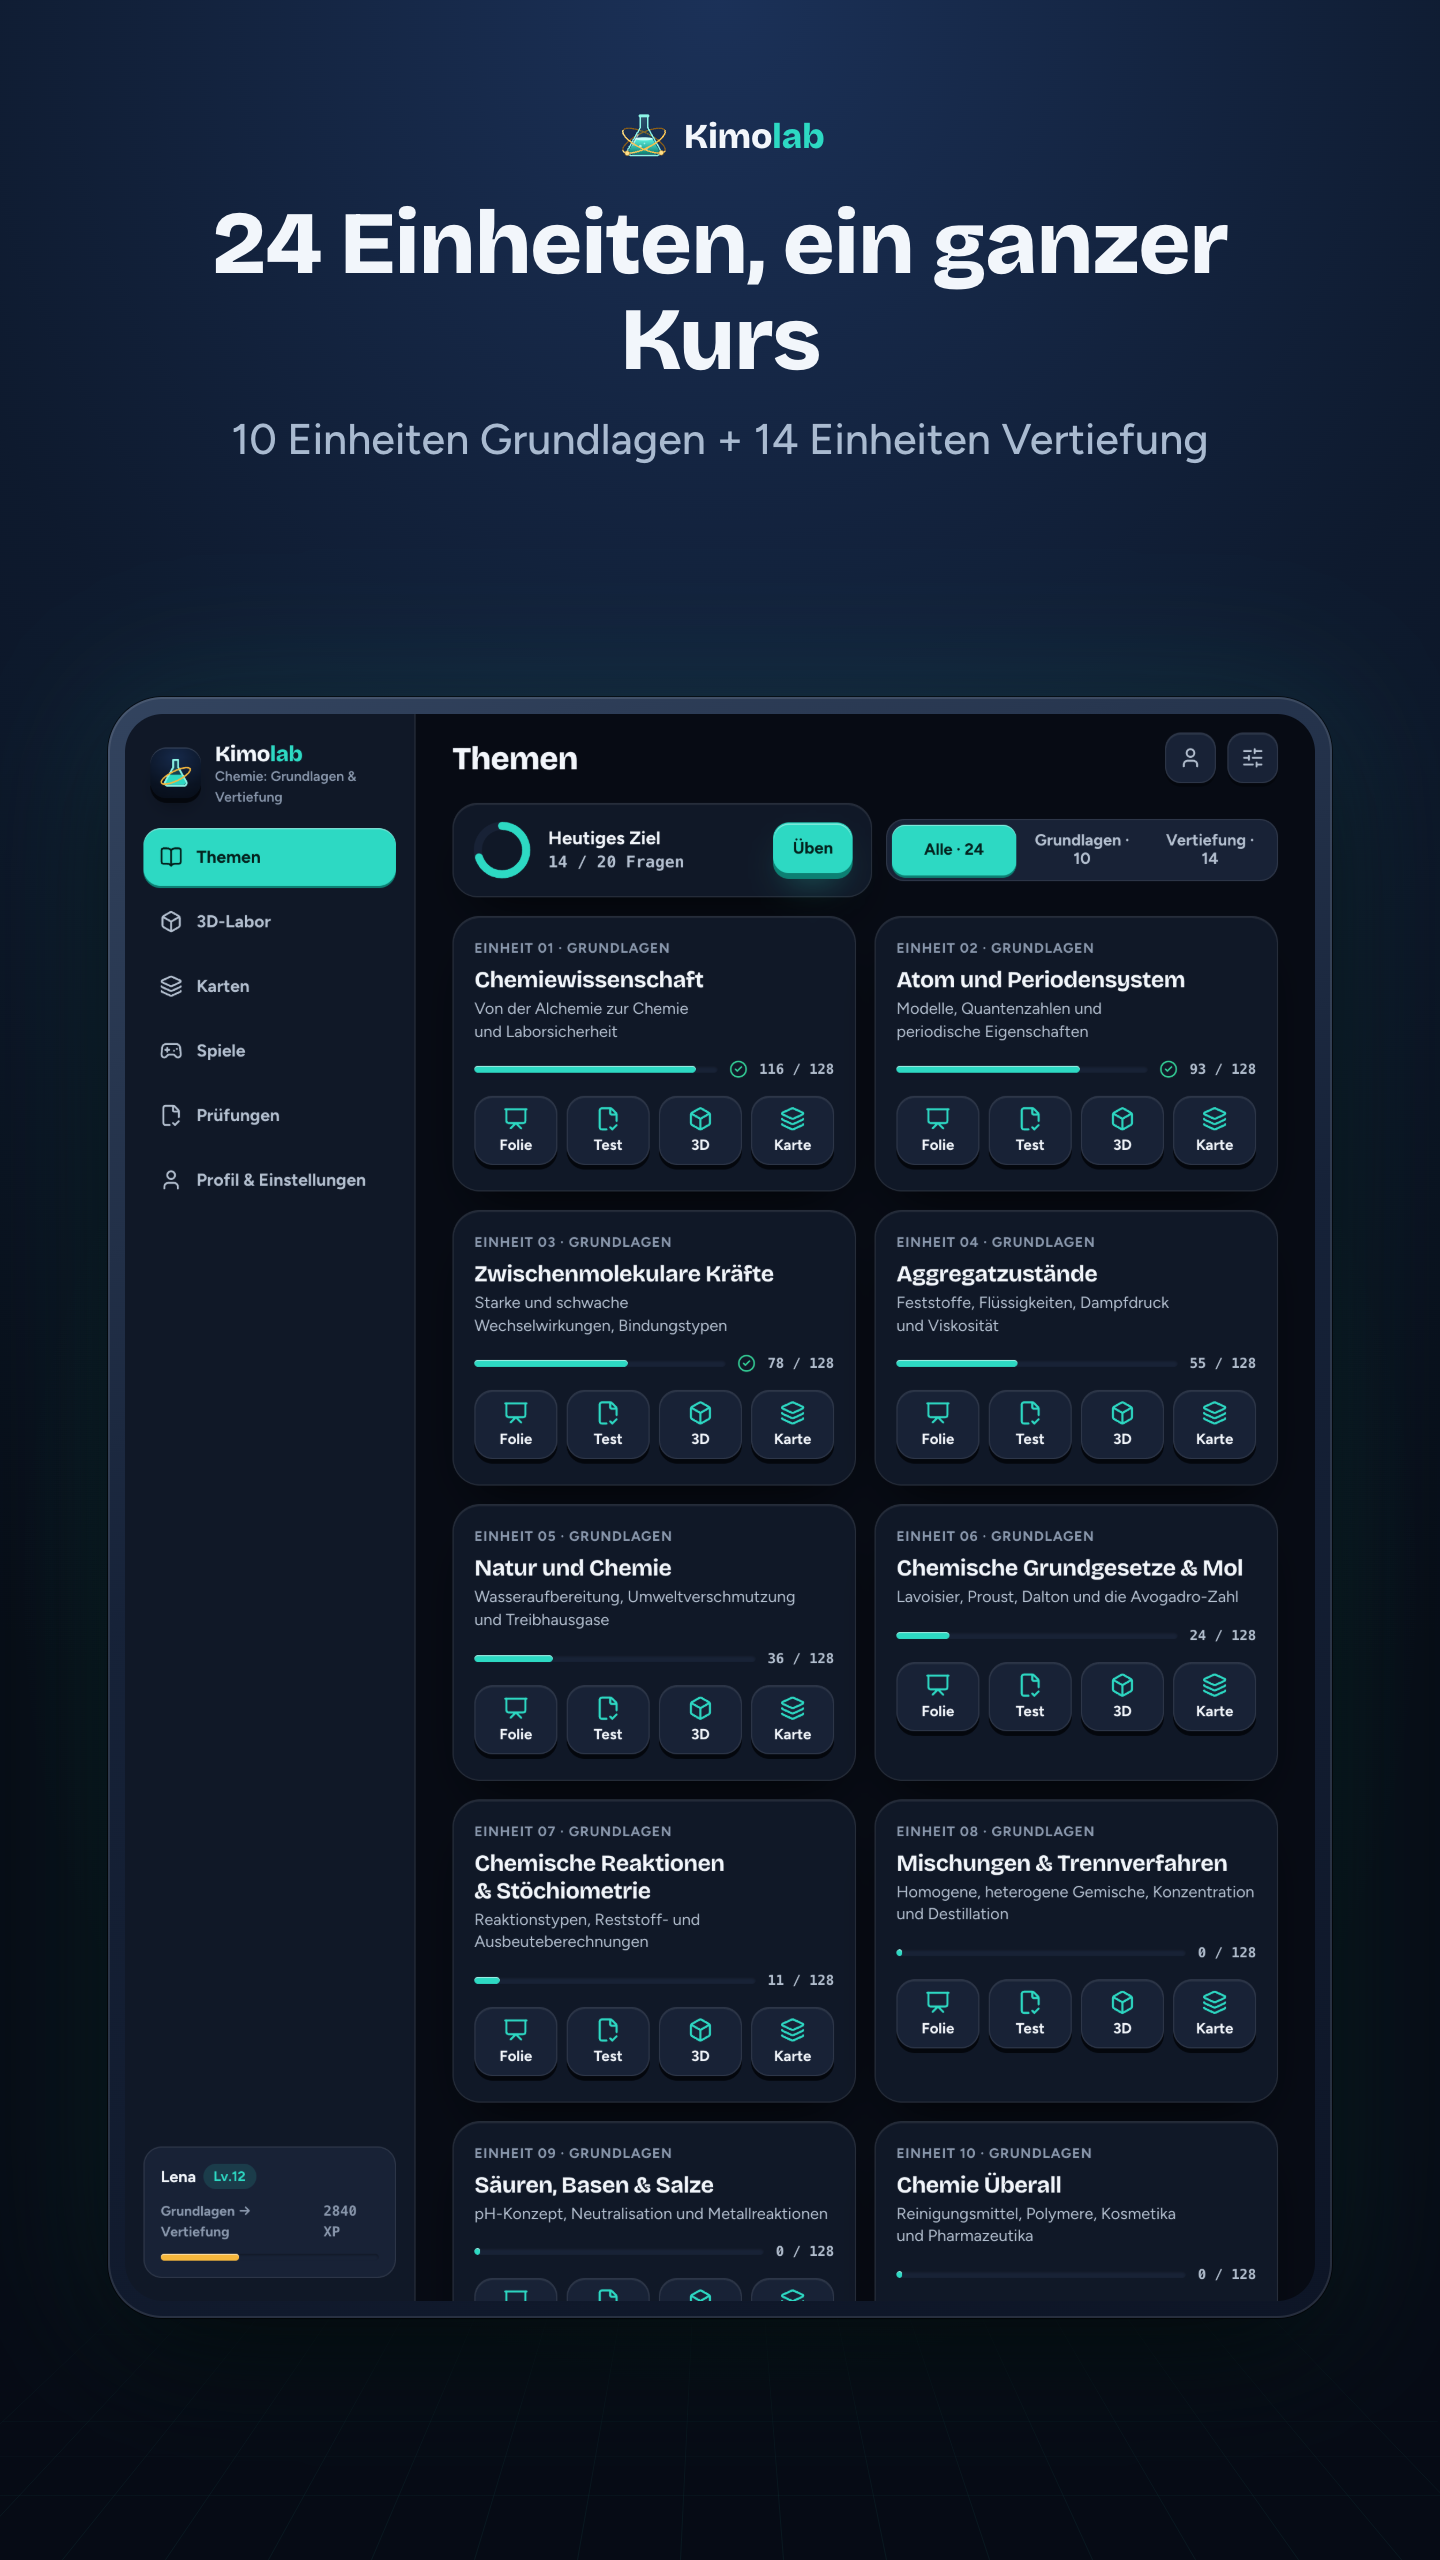 Kimolab
24 Einheiten, ein ganzer
Kurs
10 Einheiten Grundlagen + 14 Einheiten Vertiefung
Kimolab
Chemie: Grundlagen &
Vertiefung
Themen
3D-Labor
Karten
Spiele
Prüfungen
Profil & Einstellungen
Lena Lv.12
Grundlagen →
Vertiefung
2840
XP
Themen
Heutiges Ziel
14 / 20 Fragen
Üben
Alle · 24
Grundlagen ·
10
Vertiefung ·
14
EINHEIT 01 · GRUNDLAGEN
Chemiewissenschaft
Von der Alchemie zur Chemie
und Laborsicherheit
116 / 128
Folie Test 3D Karte
EINHEIT 02 · GRUNDLAGEN
Atom und Periodensystem
Modelle, Quantenzahlen und
periodische Eigenschaften
93 / 128
Folie Test 3D Karte
EINHEIT 03 · GRUNDLAGEN
Zwischenmolekulare Kräfte
Starke und schwache
Wechselwirkungen, Bindungstypen
78 / 128
Folie Test 3D Karte
EINHEIT 04 · GRUNDLAGEN
Aggregatzustände
Feststoffe, Flüssigkeiten, Dampfdruck
und Viskosität
55 / 128
Folie Test 3D Karte
EINHEIT 05 · GRUNDLAGEN
Natur und Chemie
Wasseraufbereitung, Umweltverschmutzung
und Treibhausgase
36 / 128
Folie Test 3D Karte
EINHEIT 06 · GRUNDLAGEN
Chemische Grundgesetze & Mol
Lavoisier, Proust, Dalton und die Avogadro-Zahl
24 / 128
Folie Test 3D Karte
EINHEIT 07 · GRUNDLAGEN
Chemische Reaktionen
& Stöchiometrie
Reaktionstypen, Reststoff- und
Ausbeuteberechnungen
11 / 128
Folie Test 3D Karte
EINHEIT 08 · GRUNDLAGEN
Mischungen & Trennverfahren
Homogene, heterogene Gemische, Konzentration
und Destillation
0 / 128
Folie Test 3D Karte
EINHEIT 09 · GRUNDLAGEN
Säuren, Basen & Salze
pH-Konzept, Neutralisation und Metallreaktionen
0 / 128
EINHEIT 10 · GRUNDLAGEN
Chemie Überall
Reinigungsmittel, Polymere, Kosmetika
und Pharmazeutika
0 / 128